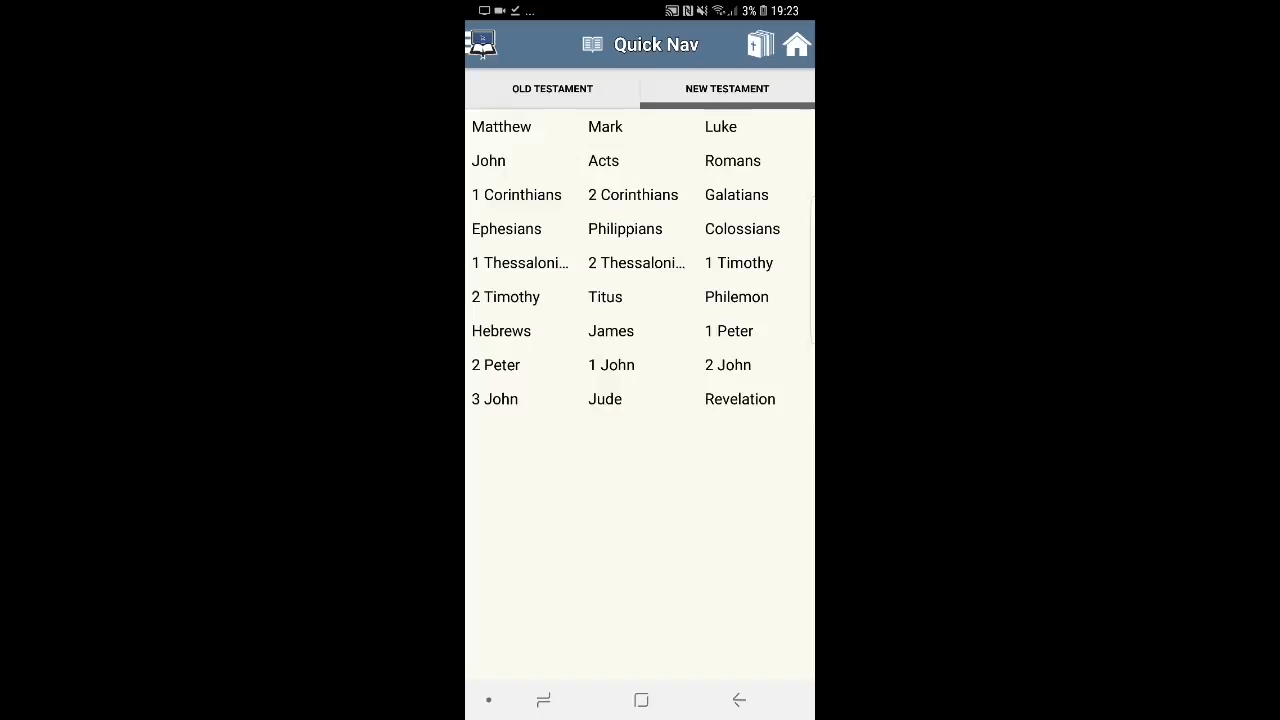 ... 3% 19:23
Quick Nav
OLD TESTAMENT NEW TESTAMENT
Matthew Mark Luke
John Acts Romans
1 Corinthians 2 Corinthians Galatians
Ephesians Philippians Colossians
1 Thessaloni... 2 Thessaloni... 1 Timothy
2 Timothy Titus Philemon
Hebrews James 1 Peter
2 Peter 1 John 2 John
3 John Jude Revelation